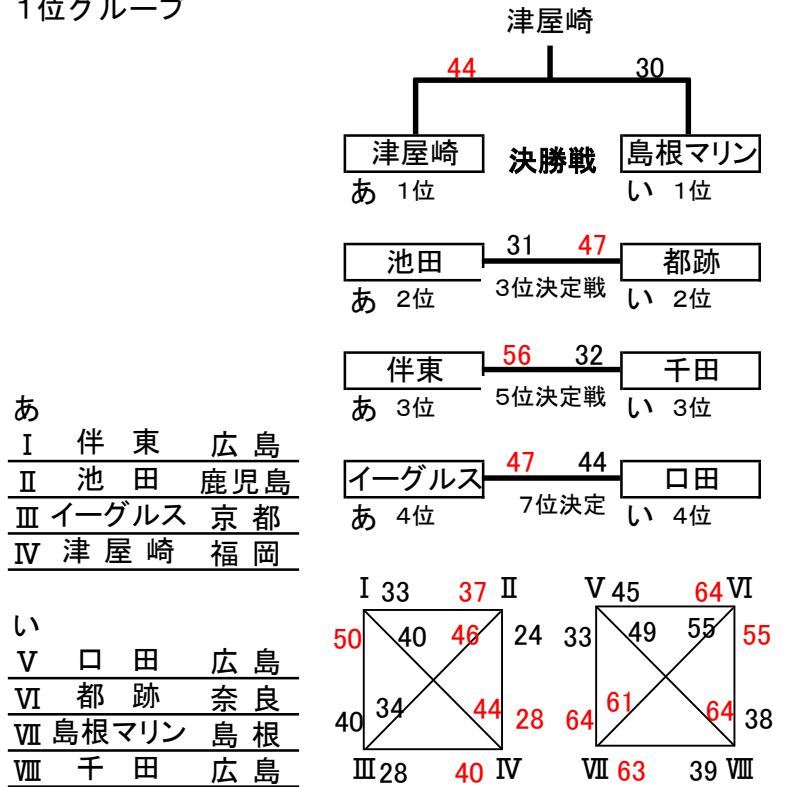 1位グループ
津屋崎
44 30
津屋崎 決勝戦 島根マリン
あ 1位 い 1位
池田 31 47 都跡
あ 2位 3位決定戦 い 2位
伴東 56 32 千田
あ 3位 5位決定戦 い 3位
イーグルス 47 44 口田
あ 4位 7位決定 い 4位
あ
Ⅰ 伴東 広島
Ⅱ 池田 鹿児島
Ⅲ イーグルス 京都
Ⅳ 津屋崎 福岡
い
Ⅴ 口田 広島
Ⅵ 都跡 奈良
Ⅶ 島根マリン 島根
Ⅷ 千田 広島
Ⅰ 33 37 Ⅱ
50 40 46 24
40 34 44 28
Ⅲ 28 40 Ⅳ
Ⅴ 45 64 Ⅵ
33 49 55 55
64 61 64 38
Ⅶ 63 39 Ⅷ